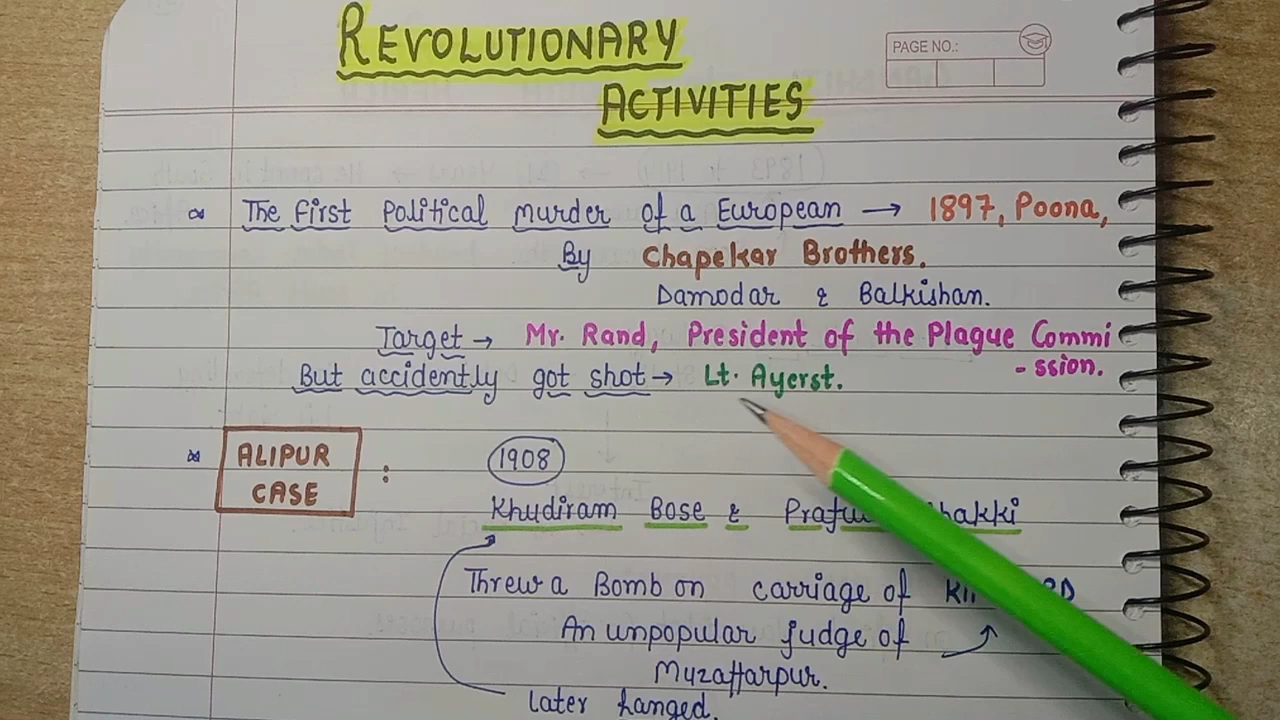 REVOLUTIONARY
ACTIVITIES
PAGE NO.:
The first Political murder of a European → 1897, Poona,
By Chapekar Brothers.
Damodar & Balkishan.
Target → Mr. Rand, President of the Plague Commi
- ssion.
But accidently got shot → Lt. Ayerst.
ALIPUR CASE : 1908
Khudiram Bose &
Threw a Bomb on carriage of
An unpopular judge of
Muzaffarpur.
later hanged.